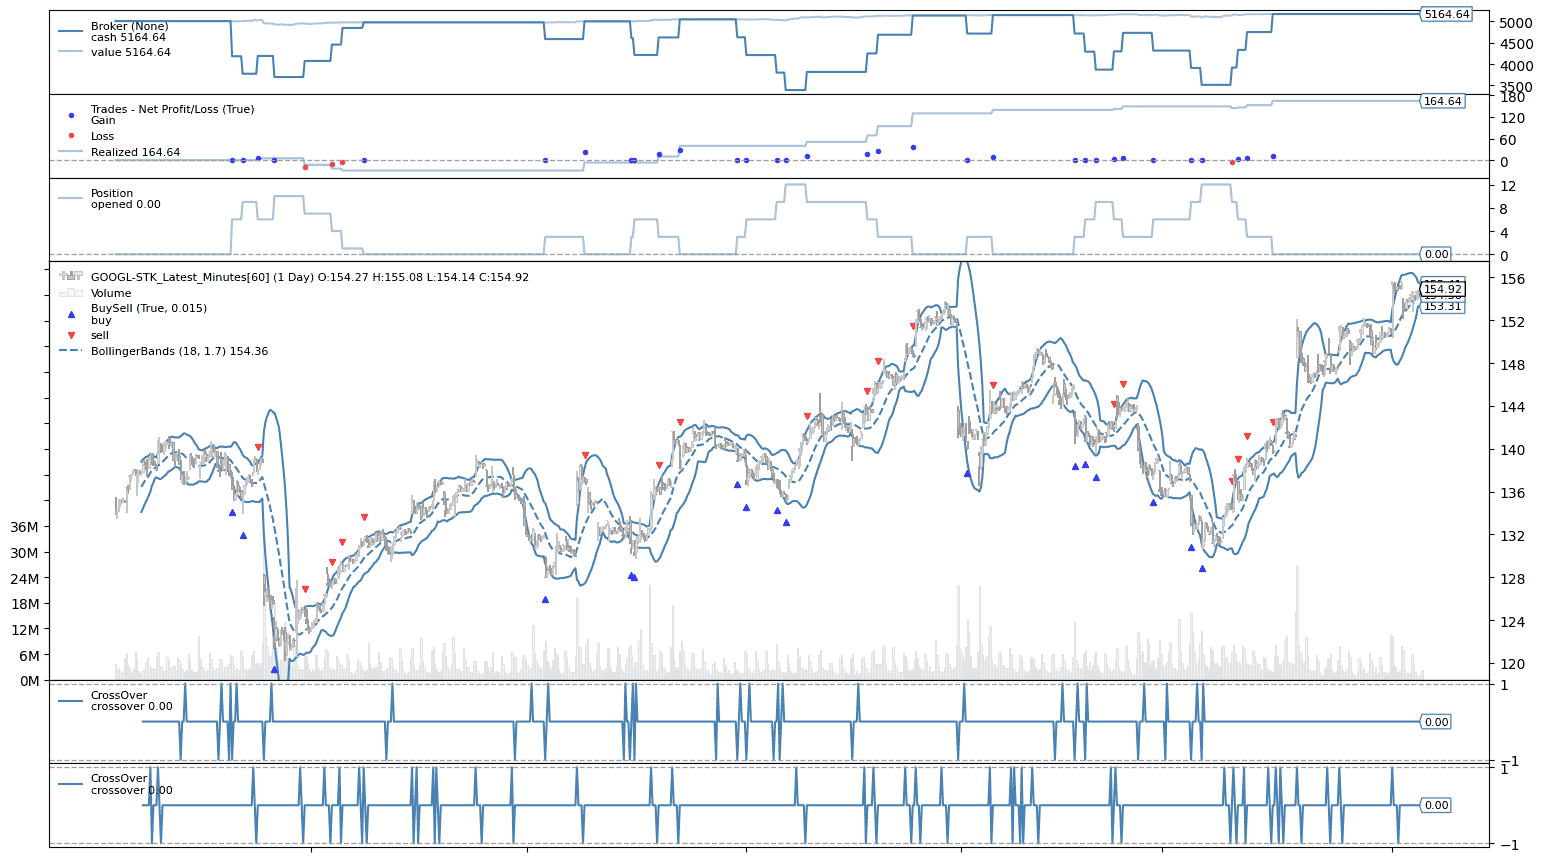 Broker (None)
cash 5164.64
value 5164.64
5164.64
5000
4500
4000
3500
Trades - Net Profit/Loss (True)
Gain
Loss
Realized 164.64
180
164.64
120
60
0
Position
opened 0.00
12
8
4
0
0.00
GOOGL-STK_Latest_Minutes[60] (1 Day) O:154.27 H:155.08 L:154.14 C:154.92
Volume
BuySell (True, 0.015)
buy
sell
BollingerBands (18, 1.7) 154.36
156
154.92
153.31
152
148
144
140
136
132
128
124
120
36M
30M
24M
18M
12M
6M
0M
CrossOver
crossover 0.00
1
0.00
−1
CrossOver
crossover 0.00
1
0.00
−1